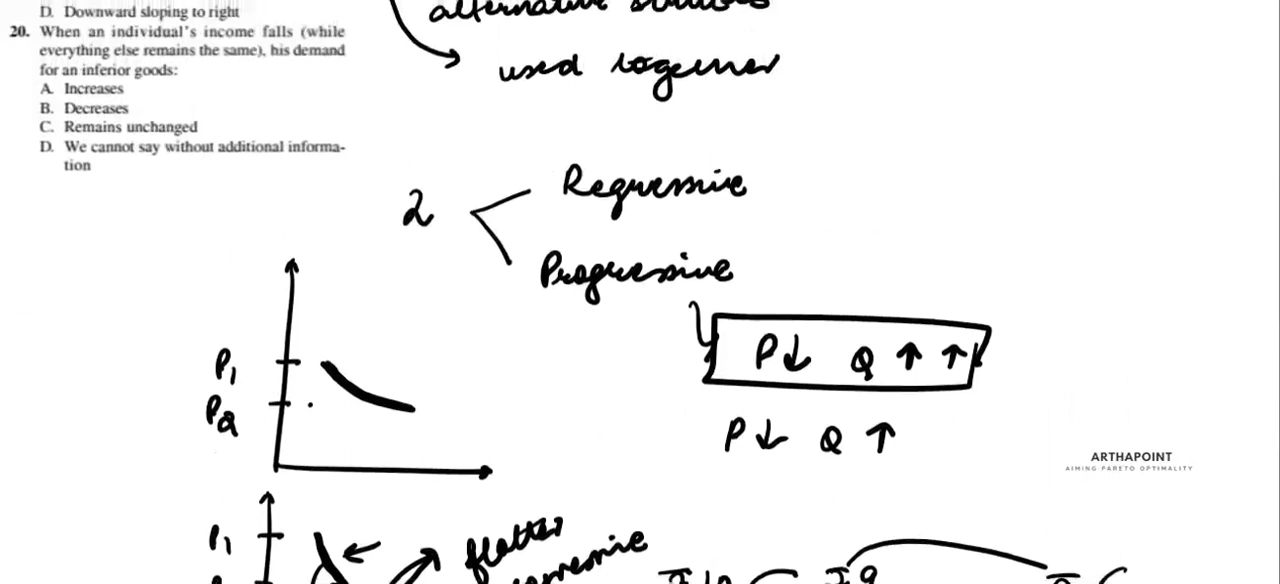 D. Downward sloping to right
20. When an individual's income falls (while
everything else remains the same), his demand
for an inferior goods:
A. Increases
B. Decreases
C. Remains unchanged
D. We cannot say without additional informa-
tion
alternative
used together
2
Regressive
Progressive
P↓ Q↑↑
P↓ Q↑
P1
P2
ARTHAPOINT
AIMING PARETO OPTIMALITY
P1
flatter